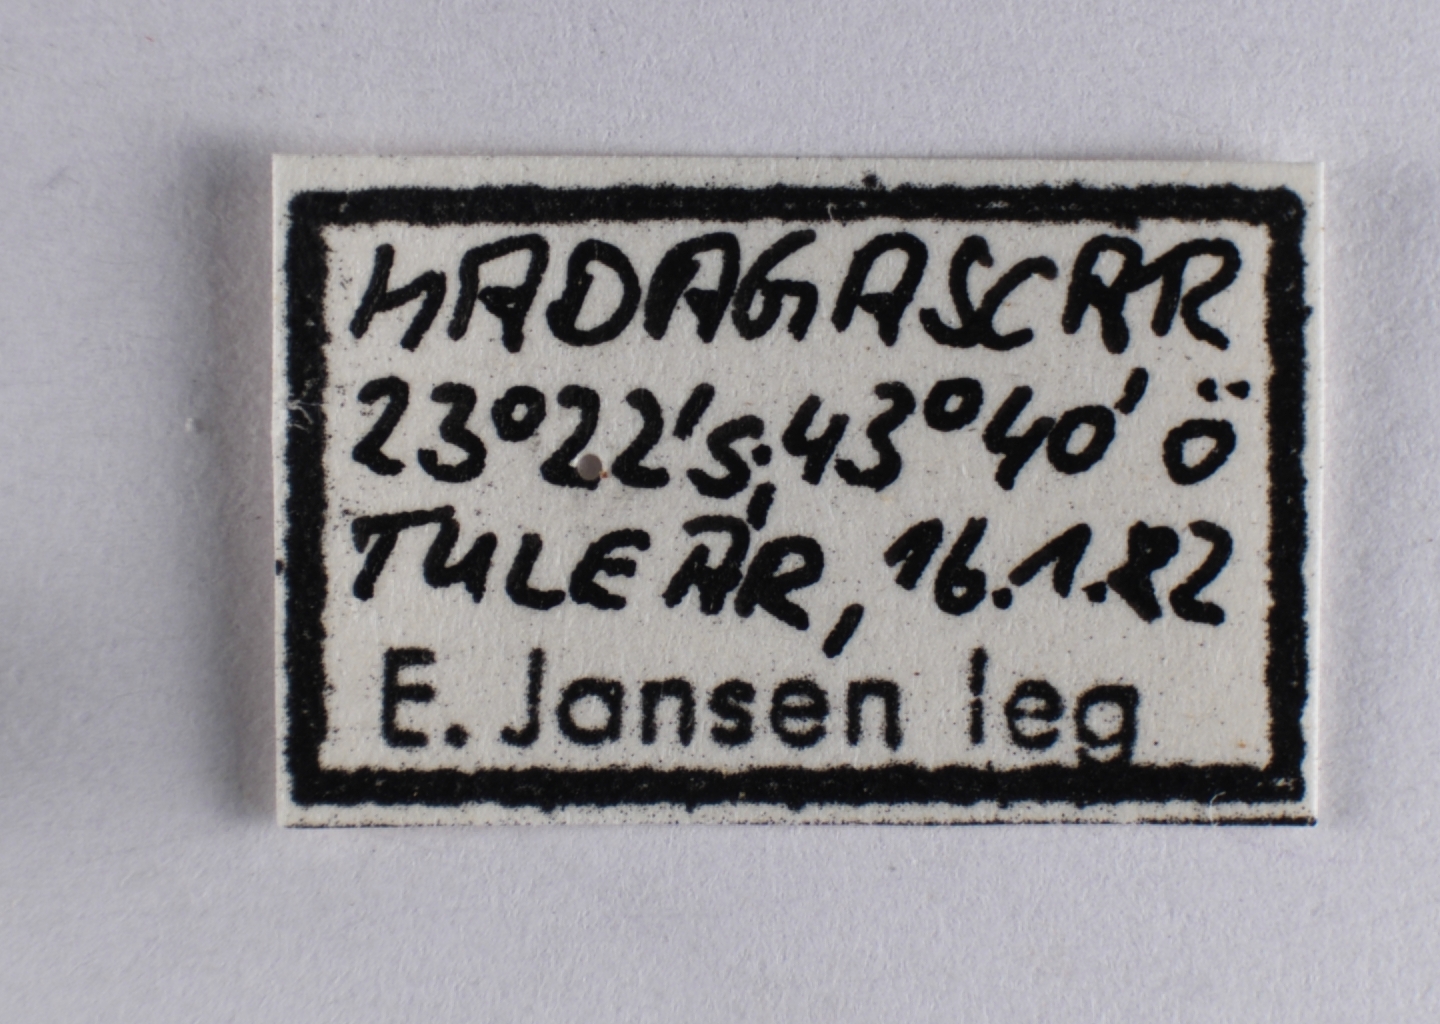 MADAGASCAR
23°22's; 43°40' ö
TULEAR, 16.1.82
E. Jansen leg